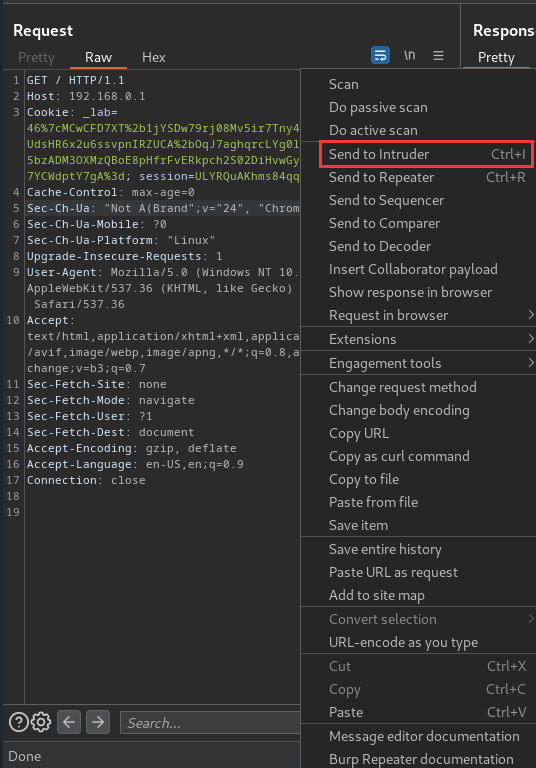 Request
Respons
Pretty
Raw
Hex
\n
Pretty
1 GET / HTTP/1.1
2 Host: 192.168.0.1
3 Cookie: _lab=
46%7cMCwCFD7XT%2b1jYSDw79rj08Mv5ir7Tny4
UdsHR6x2u6ssvpnIRZUCA%2bOqJ7aghqrcLYg0l
5bzADM3OXMzQBoE8pHfrFvERkpch2S02DiHvwGy
7YCWdptY7gA%3d; session=ULYRQuAKhms84qq
4 Cache-Control: max-age=0
5 Sec-Ch-Ua: "Not A(Brand";v="24", "Chrom
6 Sec-Ch-Ua-Mobile: ?0
7 Sec-Ch-Ua-Platform: "Linux"
8 Upgrade-Insecure-Requests: 1
9 User-Agent: Mozilla/5.0 (Windows NT 10.
AppleWebKit/537.36 (KHTML, like Gecko)
Safari/537.36
10 Accept:
text/html,application/xhtml+xml,applica
/avif,image/webp,image/apng,*/*;q=0.8,a
change;v=b3;q=0.7
11 Sec-Fetch-Site: none
12 Sec-Fetch-Mode: navigate
13 Sec-Fetch-User: ?1
14 Sec-Fetch-Dest: document
15 Accept-Encoding: gzip, deflate
16 Accept-Language: en-US,en;q=0.9
17 Connection: close
18
19
Scan
Do passive scan
Do active scan
Send to Intruder Ctrl+I
Send to Repeater Ctrl+R
Send to Sequencer
Send to Comparer
Send to Decoder
Insert Collaborator payload
Show response in browser
Request in browser
Extensions
Engagement tools
Change request method
Change body encoding
Copy URL
Copy as curl command
Copy to file
Paste from file
Save item
Save entire history
Paste URL as request
Add to site map
Convert selection
URL-encode as you type
Cut Ctrl+X
Copy Ctrl+C
Paste Ctrl+V
Message editor documentation
Burp Repeater documentation
Search...
Done